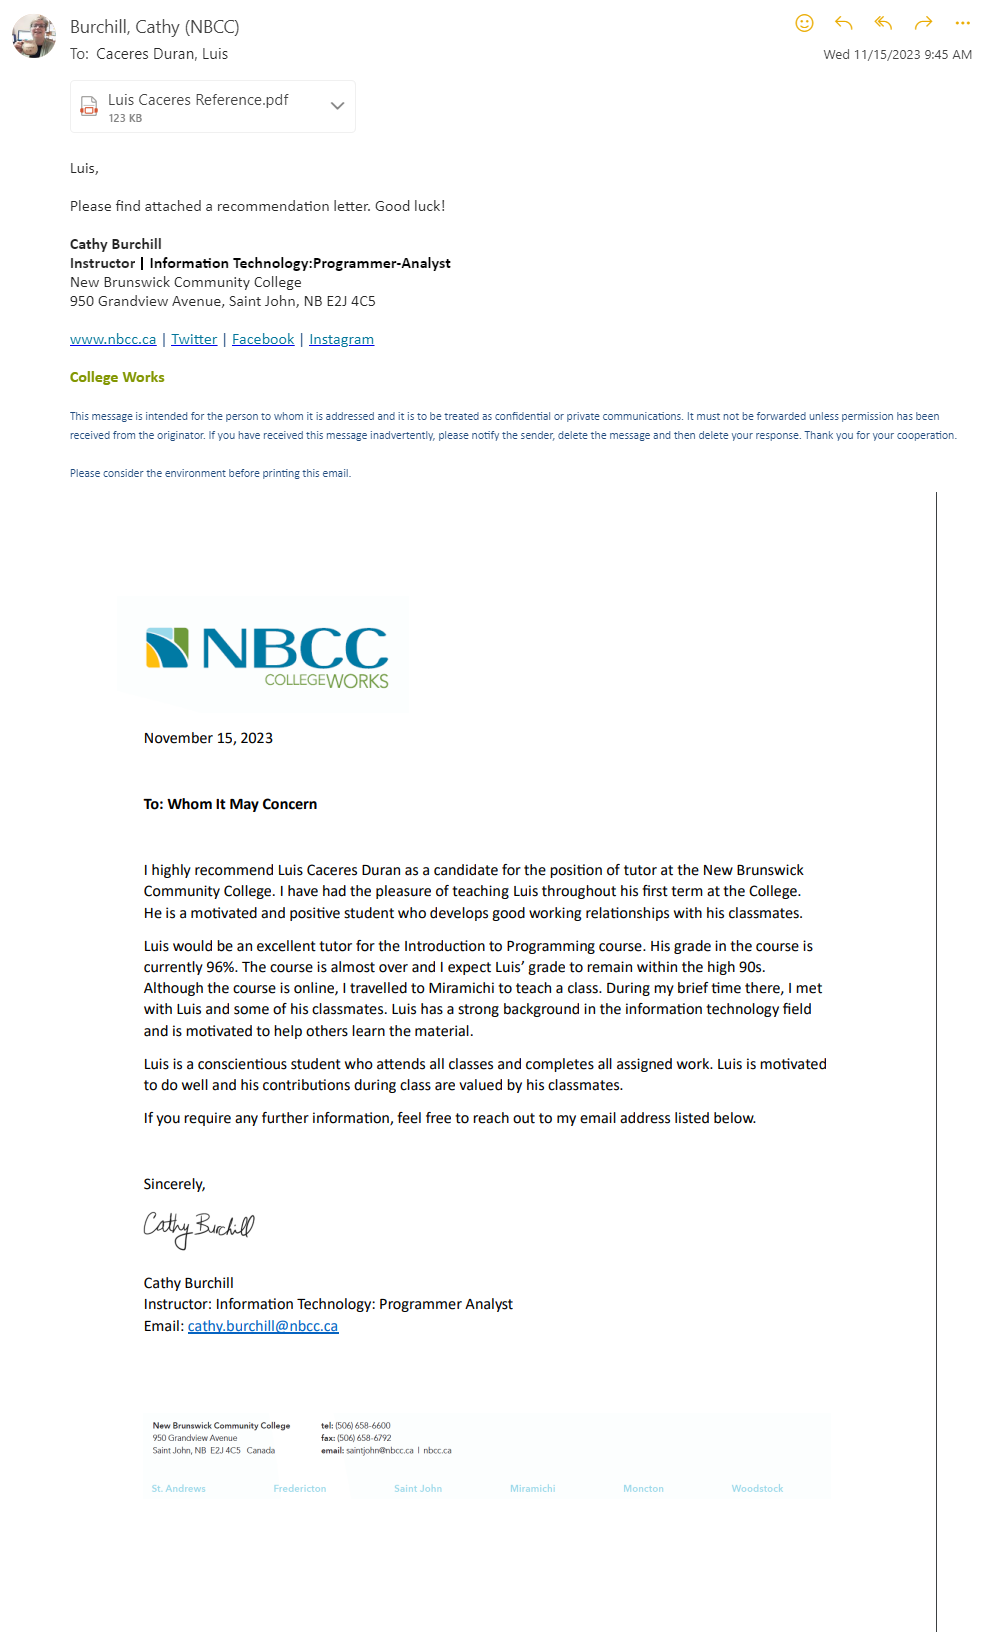 Burchill, Cathy (NBCC)
To: Caceres Duran, Luis
Wed 11/15/2023 9:45 AM
Luis Caceres Reference.pdf
123 KB
Luis,
Please find attached a recommendation letter. Good luck!
Cathy Burchill
Instructor | Information Technology:Programmer-Analyst
New Brunswick Community College
950 Grandview Avenue, Saint John, NB E2J 4C5
www.nbcc.ca | Twitter | Facebook | Instagram
College Works
This message is intended for the person to whom it is addressed and it is to be treated as confidential or private communications. It must not be forwarded unless permission has been
received from the originator. If you have received this message inadvertently, please notify the sender, delete the message and then delete your response. Thank you for your cooperation.
Please consider the environment before printing this email.
NBCC
COLLEGEWORKS
November 15, 2023
To: Whom It May Concern
I highly recommend Luis Caceres Duran as a candidate for the position of tutor at the New Brunswick
Community College. I have had the pleasure of teaching Luis throughout his first term at the College.
He is a motivated and positive student who develops good working relationships with his classmates.
Luis would be an excellent tutor for the Introduction to Programming course. His grade in the course is
currently 96%. The course is almost over and I expect Luis' grade to remain within the high 90s.
Although the course is online, I travelled to Miramichi to teach a class. During my brief time there, I met
with Luis and some of his classmates. Luis has a strong background in the information technology field
and is motivated to help others learn the material.
Luis is a conscientious student who attends all classes and completes all assigned work. Luis is motivated
to do well and his contributions during class are valued by his classmates.
If you require any further information, feel free to reach out to my email address listed below.
Sincerely,
Cathy Burchill
Cathy Burchill
Instructor: Information Technology: Programmer Analyst
Email: cathy.burchill@nbcc.ca
New Brunswick Community College tel: (506) 658-6600
950 Grandview Avenue fax: (506) 658-6792
Saint John, NB E2J 4C5 Canada email: saintjohn@nbcc.ca | nbcc.ca
St. Andrews Fredericton Saint John Miramichi Moncton Woodstock